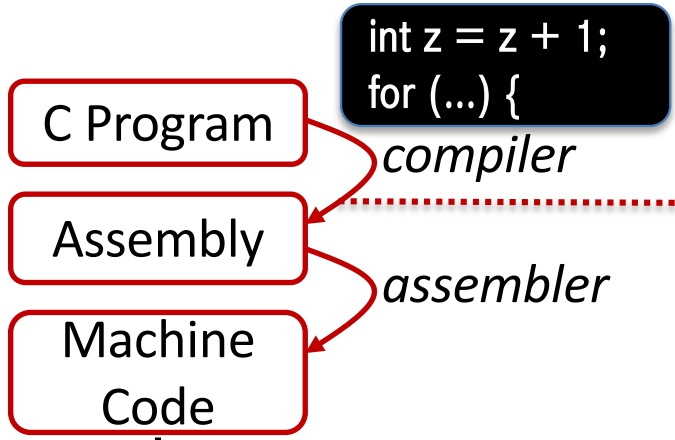 int z = z + 1;
for (...) {
C Program
compiler
Assembly
assembler
Machine
Code